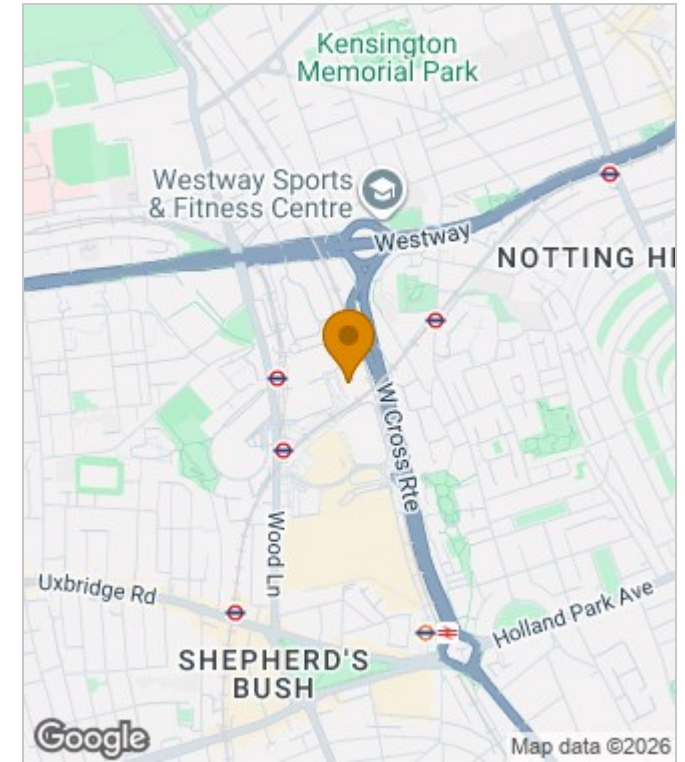 Kensington
Memorial Park
Westway Sports
& Fitness Centre
Westway
NOTTING HI
W Cross Rte
Wood Ln
Uxbridge Rd
Holland Park Ave
SHEPHERD'S
BUSH
Google
Map data ©2026